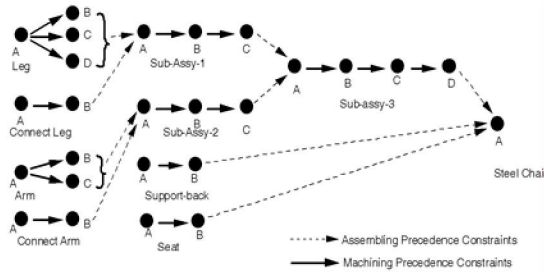 B
A C
Leg D
A B C
Sub-Assy-1
A B
Connect Leg
A B C D
Sub-assy-3
A B C
Sub-Assy-2
B
A C
Arm
A B
Support-back
A
Steel Chai
A B
Connect Arm
A B
Seat
Assembling Precedence Constraints
Machining Precedence Constraints